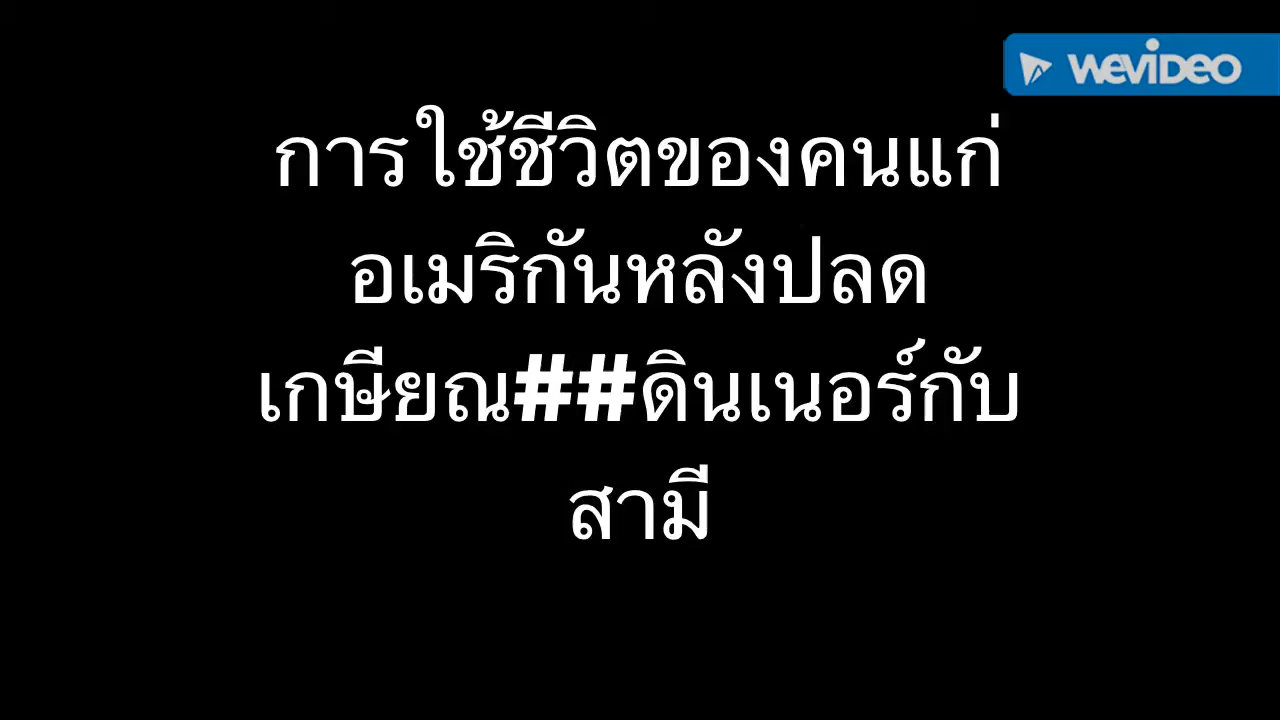 WEVIDEO
การใช้ชีวิตของคนแก่
อเมริกันหลังปลด
เกษียณ##ดินเนอร์กับ
สามี